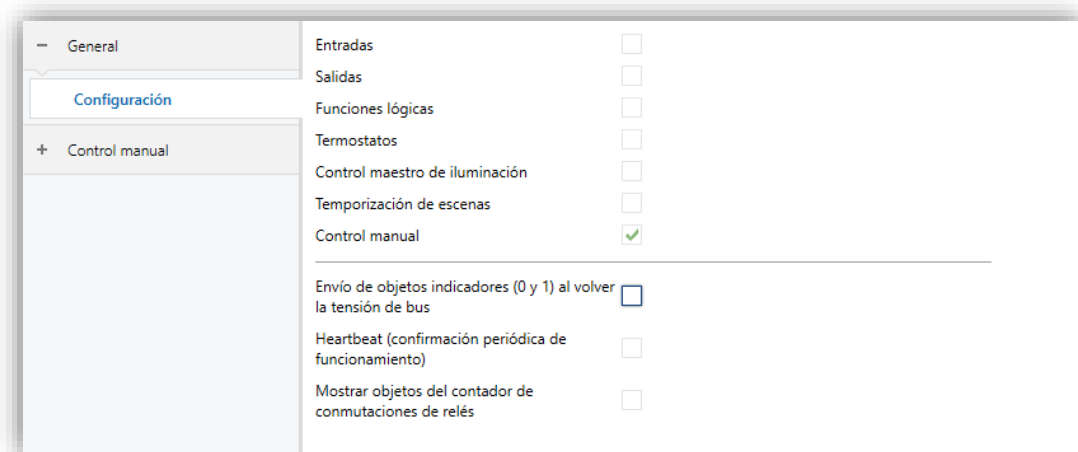 General
Configuración
Control manual
Entradas
Salidas
Funciones lógicas
Termostatos
Control maestro de iluminación
Temporización de escenas
Control manual
Envío de objetos indicadores (0 y 1) al volver
la tensión de bus
Heartbeat (confirmación periódica de
funcionamiento)
Mostrar objetos del contador de
conmutaciones de relés